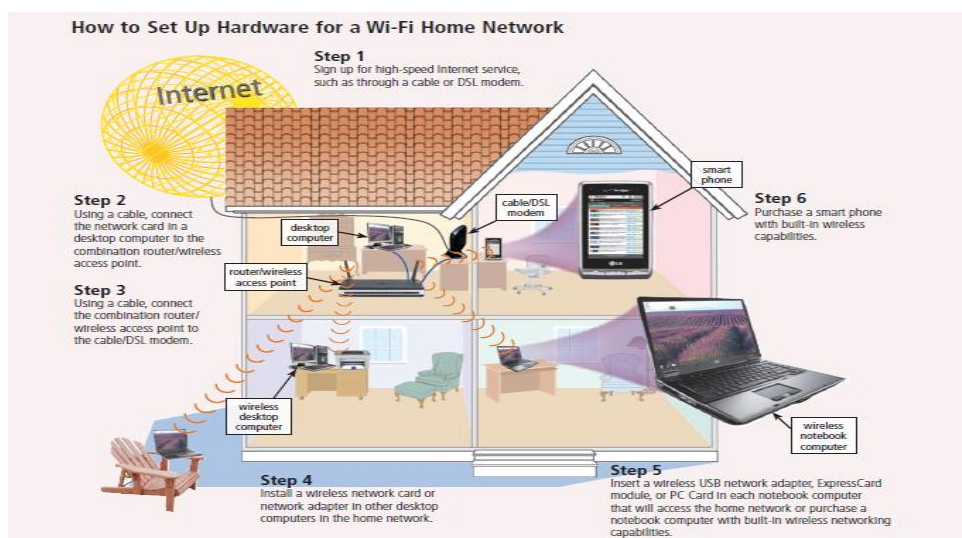 How to Set Up Hardware for a Wi-Fi Home Network
Step 1
Sign up for high-speed Internet service,
such as through a cable or DSL modem.
Internet
smart
phone
Step 2
Using a cable, connect
the network card in a
desktop computer to the
combination router/wireless
access point.
cable/DSL
modem
Step 6
Purchase a smart phone
with built-in wireless
capabilities.
desktop
computer
router/wireless
access point
Step 3
Using a cable, connect
the combination router/
wireless access point to
the cable/DSL modem.
wireless
desktop
computer
wireless
notebook
computer
Step 4
Install a wireless network card or
network adapter in other desktop
computers in the home network.
Step 5
Insert a wireless USB network adapter, ExpressCard
module, or PC Card in each notebook computer
that will access the home network or purchase a
notebook computer with built-in wireless networking
capabilities.